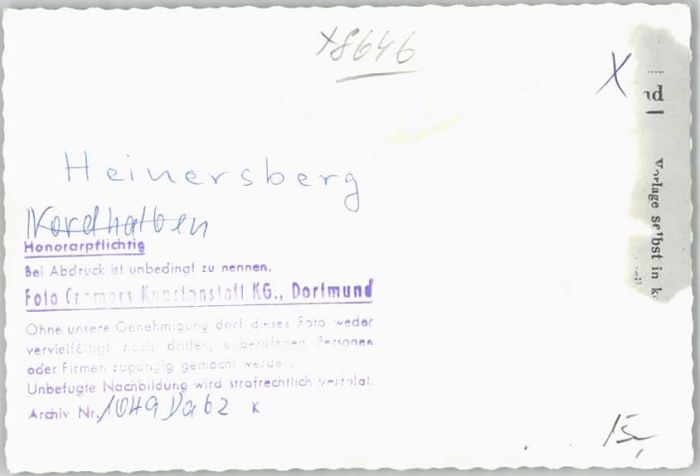 x8646
X
nd
Heinersberg
Nordhalben
Honorarpflichtig
Bei Abdruck ist unbedingt zu nennen.
Foto Cramers Kunstanstalt KG., Dortmund
Ohne unsere Genehmigung darf dieses Foto weder
vervielfältigt noch dritten, unberufenen Personen
oder Firmen zugängig gemacht werden.
Unbefugte Nachbildung wird strafrechtlich verfolgt.
Archiv Nr. 1049 Da 62 K
Vorlage selbst in k
15,